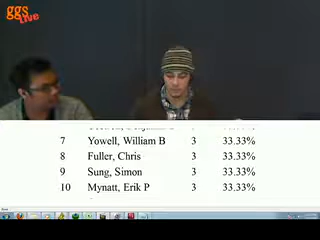 ggs
Live
7 Yowell, William B 3 33.33%
8 Fuller, Chris 3 33.33%
9 Sung, Simon 3 33.33%
10 Mynatt, Erik P 3 33.33%